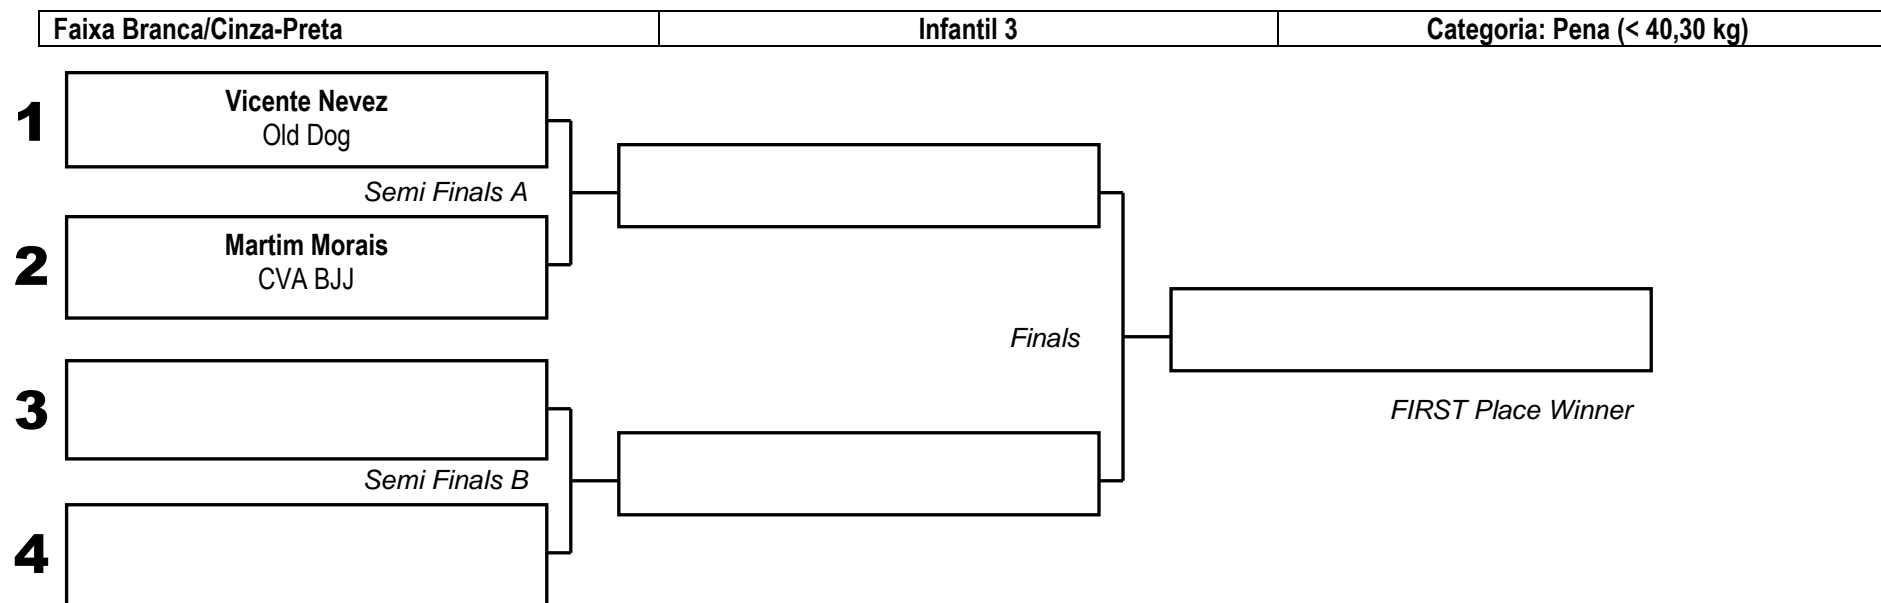 Faixa Branca/Cinza-Preta
Infantil 3
Categoria: Pena (< 40,30 kg)
1
Vicente Nevez
Old Dog
Semi Finals A
2
Martim Morais
CVA BJJ
Finals
3
FIRST Place Winner
Semi Finals B
4